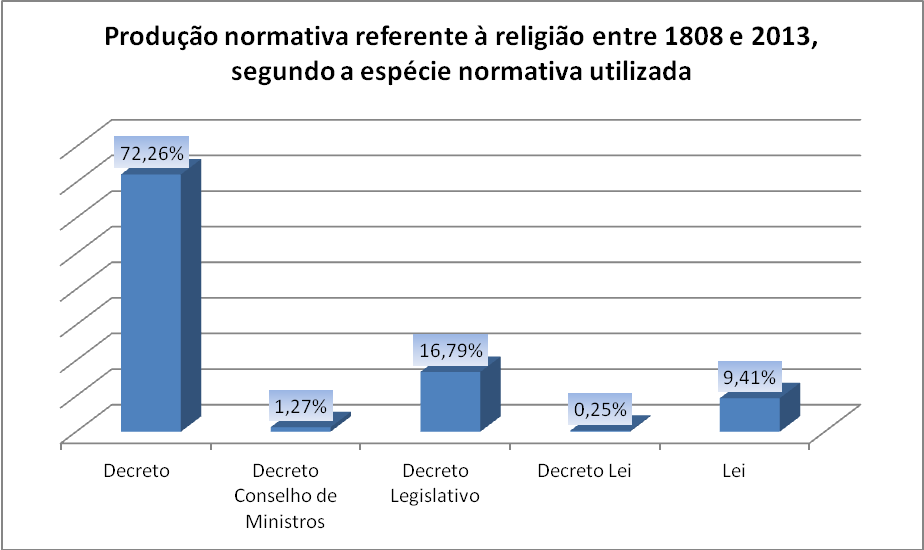 Produção normativa referente à religião entre 1808 e 2013,
segundo a espécie normativa utilizada
72,26%
1,27%
16,79%
0,25%
9,41%
Decreto
Decreto
Conselho de
Ministros
Decreto
Legislativo
Decreto Lei
Lei